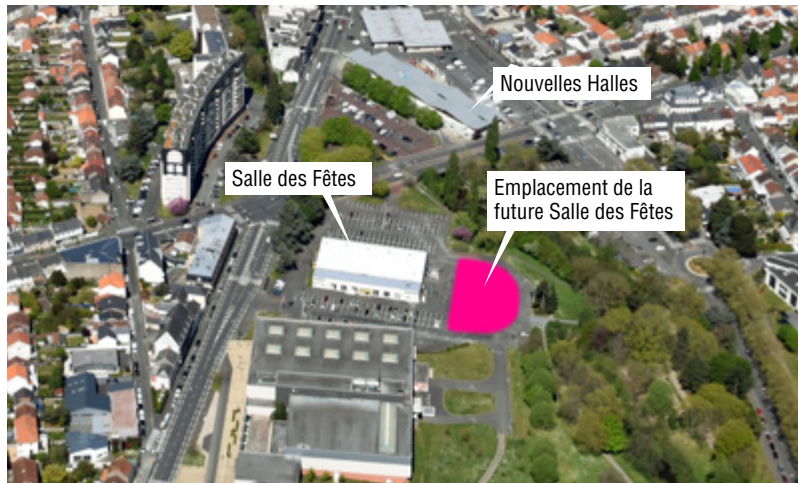 Nouvelles Halles
Salle des Fêtes
Emplacement de la
future Salle des Fêtes